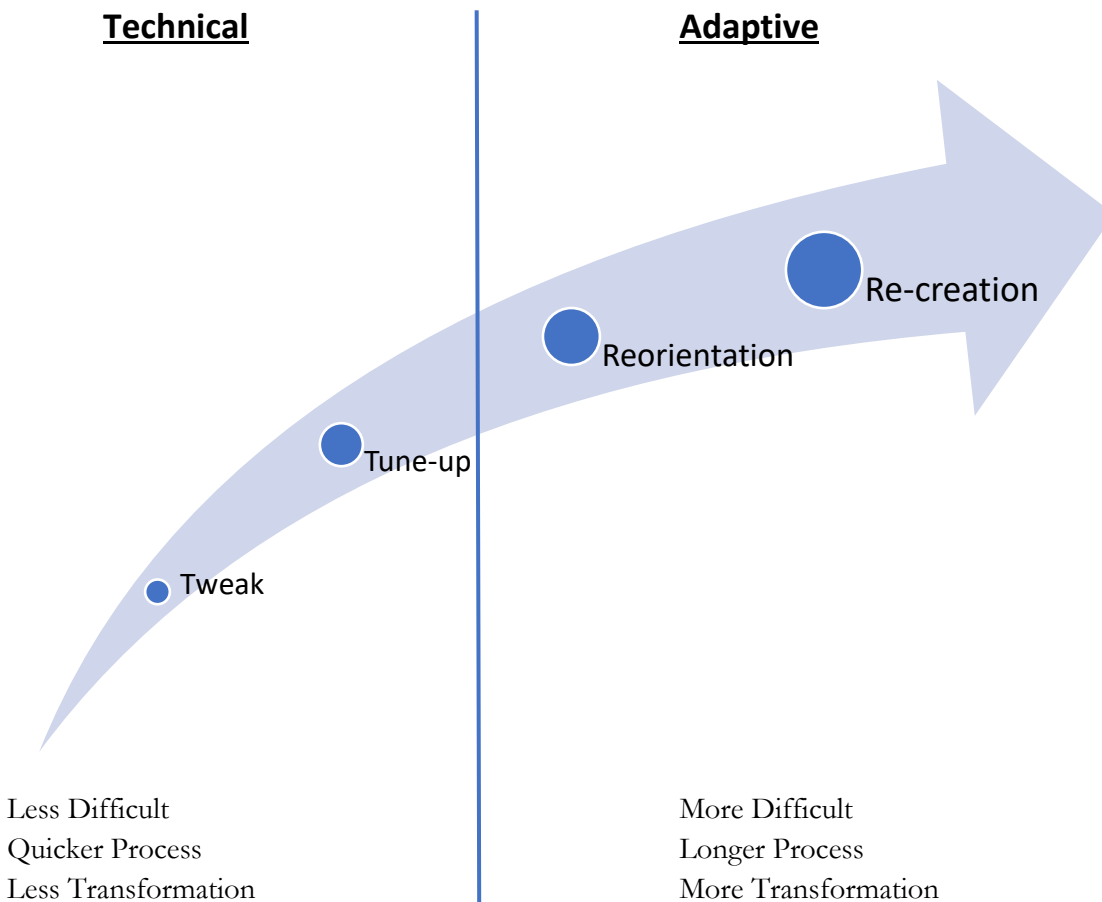 Technical
Adaptive
Re-creation
Reorientation
Tune-up
Tweak
Less Difficult
Quicker Process
Less Transformation
More Difficult
Longer Process
More Transformation